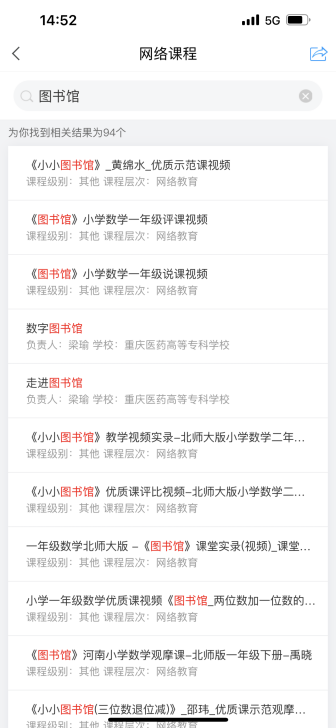 14:52
5G
网络课程
图书馆
为你找到相关结果为94个
《小小图书馆》_黄绵水_优质示范课视频
课程级别：其他 课程层次：网络教育
《图书馆》小学数学一年级评课视频
课程级别：其他 课程层次：网络教育
《图书馆》小学数学一年级说课视频
课程级别：其他 课程层次：网络教育
数字图书馆
负责人：梁瑜 学校：重庆医药高等专科学校
走进图书馆
负责人：梁瑜 学校：重庆医药高等专科学校
《小小图书馆》教学视频实录–北师大版小学数学二年...
课程级别：其他 课程层次：网络教育
《小小图书馆》优质课评比视频–北师大版小学数学二...
课程级别：其他 课程层次：网络教育
一年级数学北师大版 –《图书馆》课堂实录(视频)_课堂...
课程级别：其他 课程层次：网络教育
小学一年级数学优质课视频《图书馆_两位数加一位数的...
课程级别：其他 课程层次：网络教育
《图书馆》河南小学数学观摩课–北师版一年级下册–禹晓
课程级别：其他 课程层次：网络教育
《小小图书馆(三位数退位减)》_邵玮_优质课示范观摩...
课程级别：其他 课程层次：网络教育